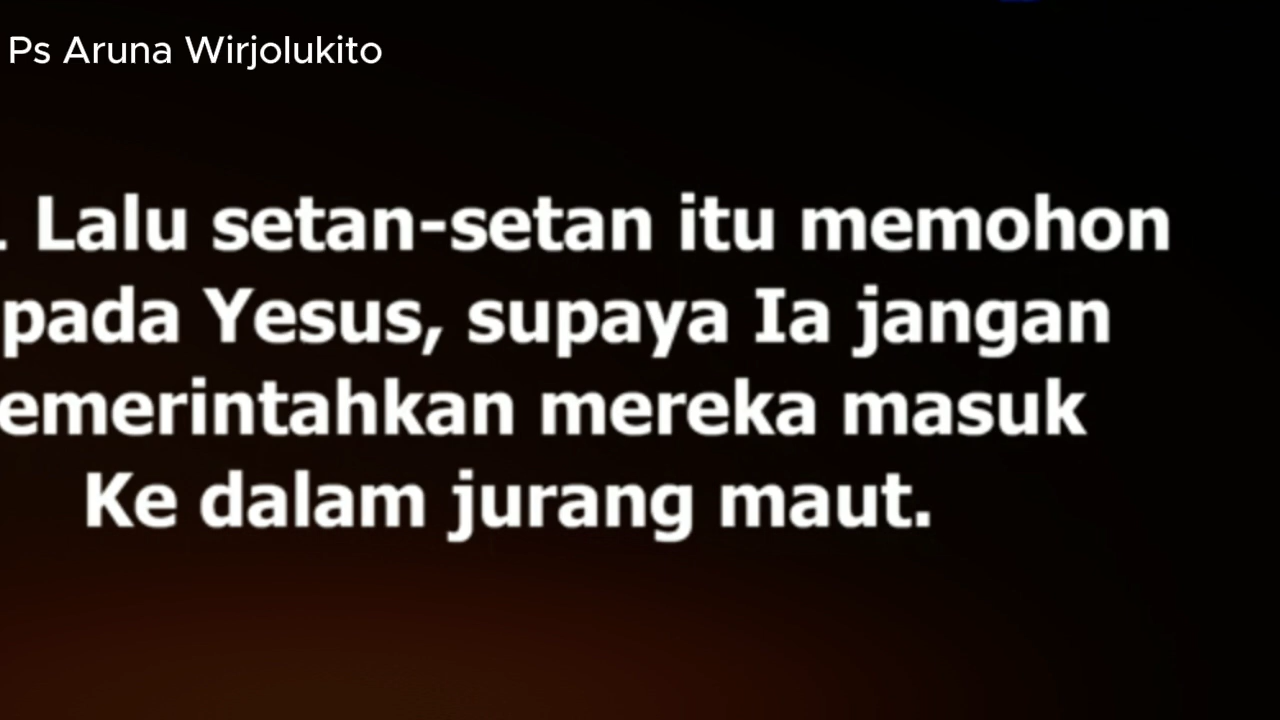 Ps Aruna Wirjolukito
Lalu setan-setan itu memohon
pada Yesus, supaya Ia jangan
emerintahkan mereka masuk
Ke dalam jurang maut.